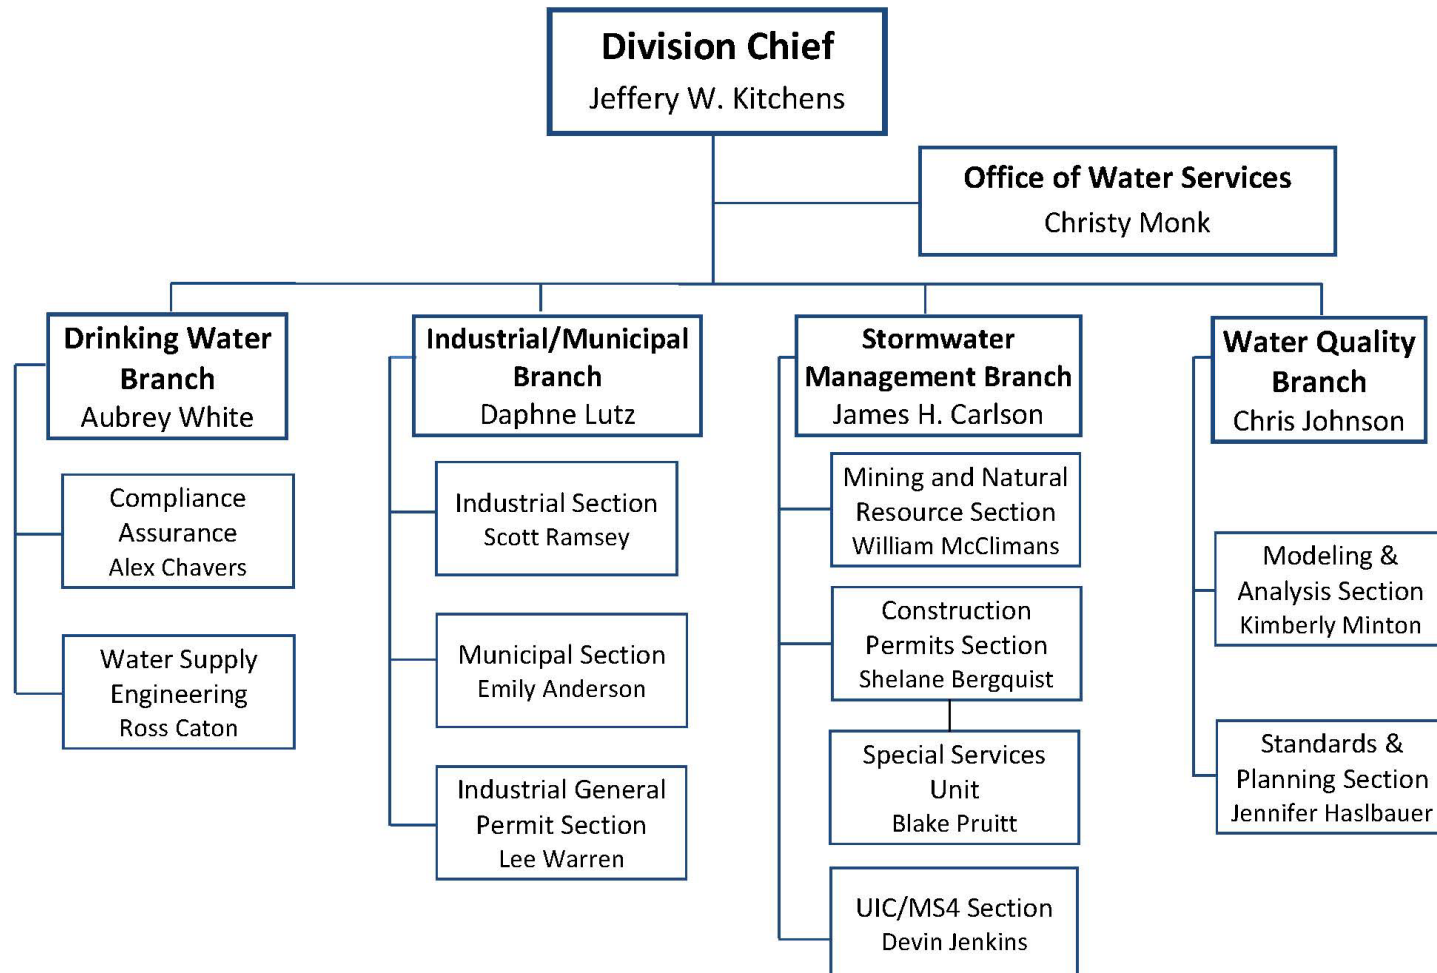 Division Chief
Jeffery W. Kitchens
Office of Water Services
Christy Monk
Drinking Water
Branch
Aubrey White
Compliance
Assurance
Alex Chavers
Water Supply
Engineering
Ross Caton
Industrial/Municipal
Branch
Daphne Lutz
Industrial Section
Scott Ramsey
Municipal Section
Emily Anderson
Industrial General
Permit Section
Lee Warren
Stormwater
Management Branch
James H. Carlson
Mining and Natural
Resource Section
William McClimans
Construction
Permits Section
Shelane Bergquist
Special Services
Unit
Blake Pruitt
UIC/MS4 Section
Devin Jenkins
Water Quality
Branch
Chris Johnson
Modeling &
Analysis Section
Kimberly Minton
Standards &
Planning Section
Jennifer Haslbauer